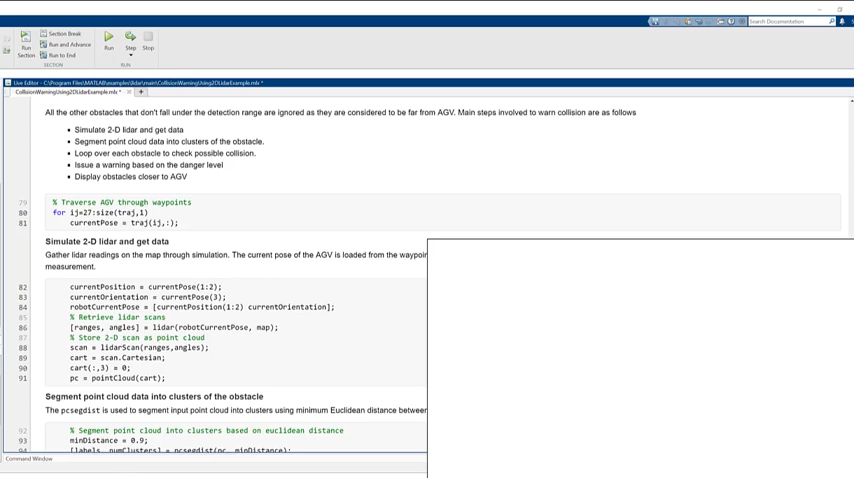 Search Documentation
Section Break
Run and Advance
Run to End
Run
Section
Run
Step
Stop
SECTION
RUN
Live Editor - C:\Program Files\MATLAB\examples\lidar\main\CollisionWarningUsing2DLidarExample.mlx *
CollisionWarningUsing2DLidarExample.mlx *
All the other obstacles that don't fall under the detection range are ignored as they are considered to be far from AGV. Main steps involved to warn collision are as follows
• Simulate 2-D lidar and get data
• Segment point cloud data into clusters of the obstacle.
• Loop over each obstacle to check possible collision.
• Issue a warning based on the danger level
• Display obstacles closer to AGV
79 % Traverse AGV through waypoints
80 for ij=27:size(traj,1)
81 currentPose = traj(ij,:);
Simulate 2-D lidar and get data
Gather lidar readings on the map through simulation. The current pose of the AGV is loaded from the
measurement.
82 currentPosition = currentPose(1:2);
83 currentOrientation = currentPose(3);
84 robotCurrentPose = [currentPosition(1:2) currentOrientation];
85 % Retrieve lidar scans
86 [ranges, angles] = lidar(robotCurrentPose, map);
87 % Store 2-D scan as point cloud
88 scan = lidarScan(ranges,angles);
89 cart = scan.Cartesian;
90 cart(:,3) = 0;
91 pc = pointCloud(cart);
Segment point cloud data into clusters of the obstacle
The pcsegdist is used to segment input point cloud into clusters using minimum Euclidean distance between
92 % Segment point cloud into clusters based on euclidean distance
93 minDistance = 0.9;
94 [labels, numClusters] = pcsegdist(pc, minDistance);
Command Window